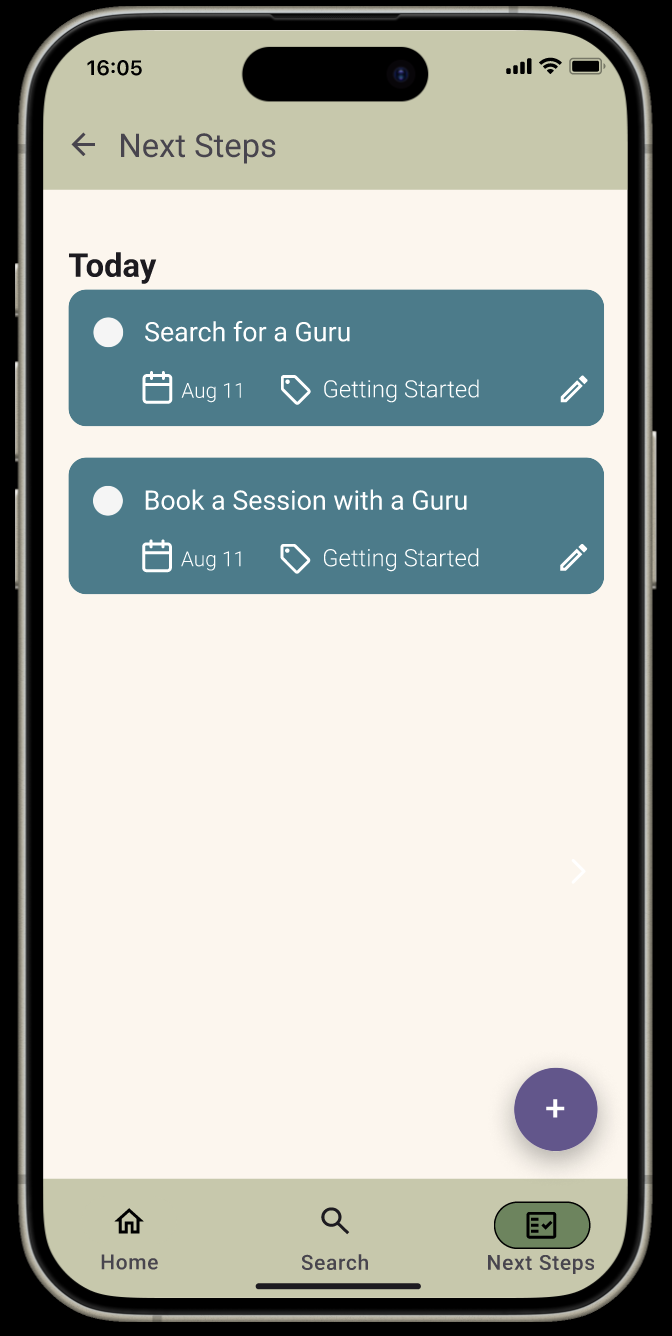 16:05
Next Steps
Today
Search for a Guru
Aug 11 Getting Started
Book a Session with a Guru
Aug 11 Getting Started
+
Home Search Next Steps